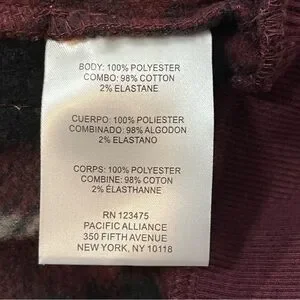 BODY: 100% POLYESTER
COMBO: 98% COTTON
2% ELASTANE
CUERPO: 100% POLIESTER
COMBINADO: 98% ALGODON
2% ELASTANO
CORPS: 100% POLYESTER
COMBINE: 98% COTON
2% ÉLASTHANNE
RN 123475
PACIFIC ALLIANCE
350 FIFTH AVENUE
NEW YORK, NY 10118